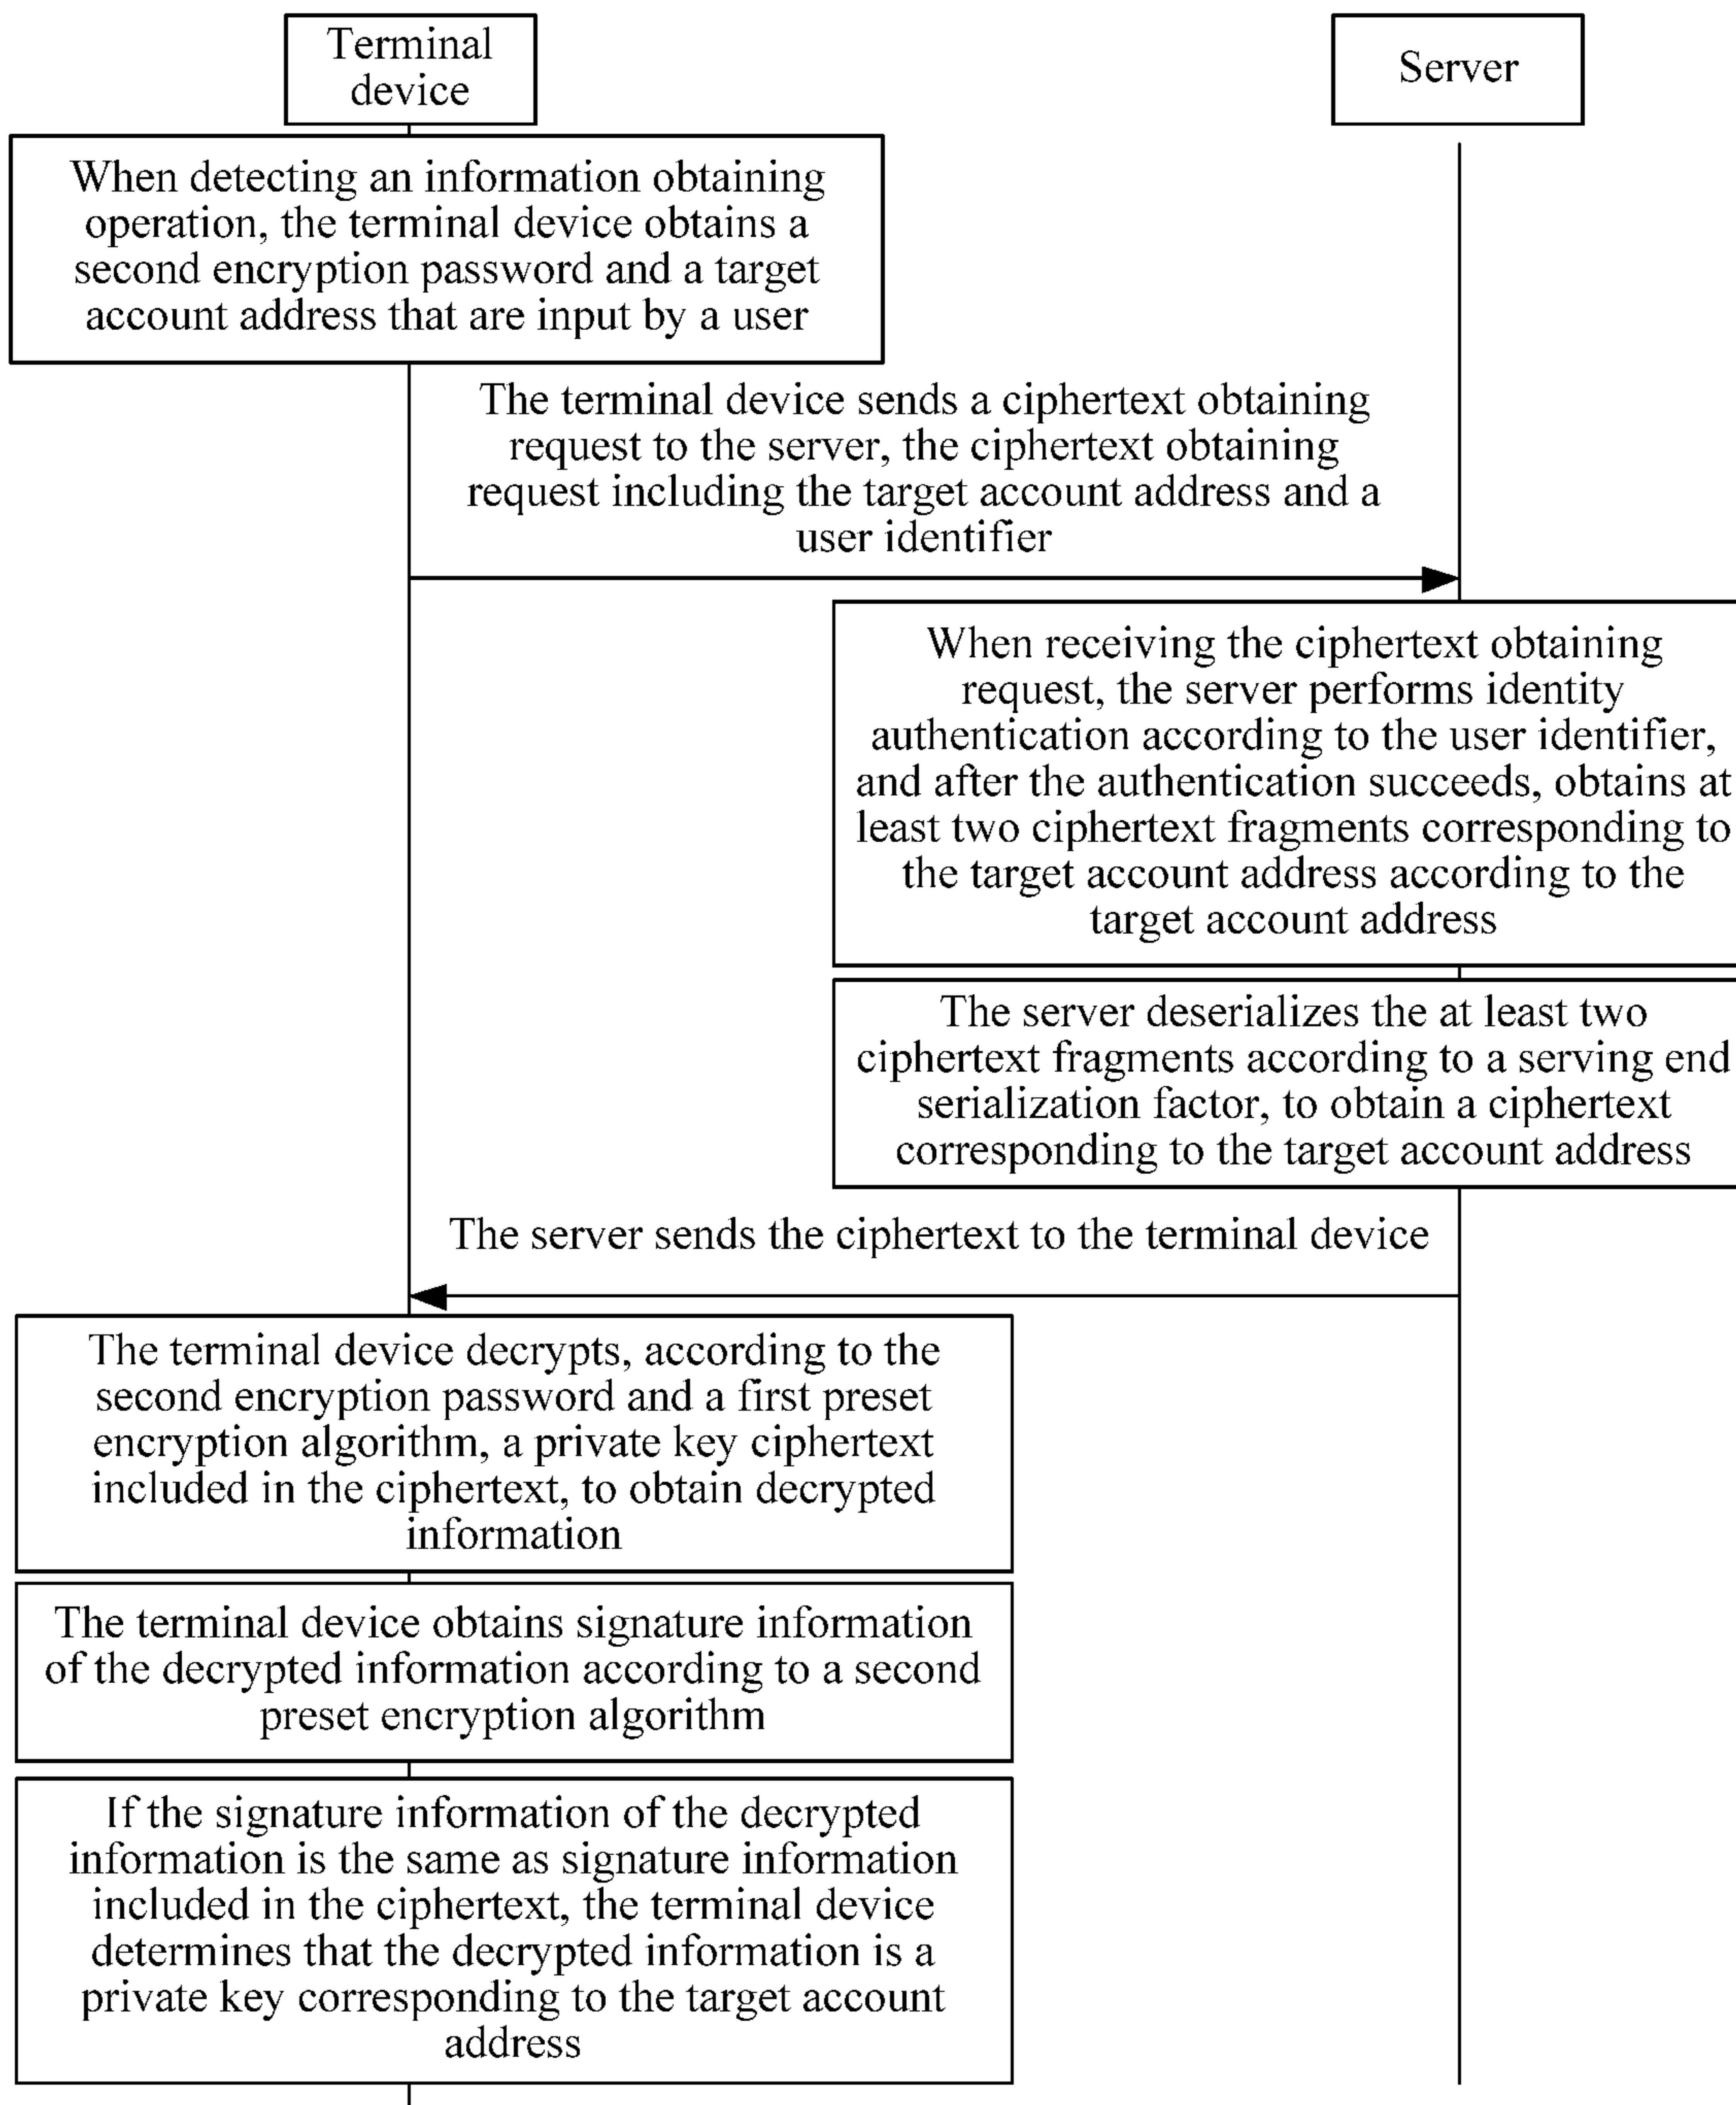 Terminal
device
Server
When detecting an information obtaining
operation, the terminal device obtains a
second encryption password and a target
account address that are input by a user
The terminal device sends a ciphertext obtaining
request to the server, the ciphertext obtaining
request including the target account address and a
user identifier
When receiving the ciphertext obtaining
request, the server performs identity
authentication according to the user identifier,
and after the authentication succeeds, obtains at
least two ciphertext fragments corresponding to
the target account address according to the
target account address
The server deserializes the at least two
ciphertext fragments according to a serving end
serialization factor, to obtain a ciphertext
corresponding to the target account address
The server sends the ciphertext to the terminal device
The terminal device decrypts, according to the
second encryption password and a first preset
encryption algorithm, a private key ciphertext
included in the ciphertext, to obtain decrypted
information
The terminal device obtains signature information
of the decrypted information according to a second
preset encryption algorithm
If the signature information of the decrypted
information is the same as signature information
included in the ciphertext, the terminal device
determines that the decrypted information is a
private key corresponding to the target account
address